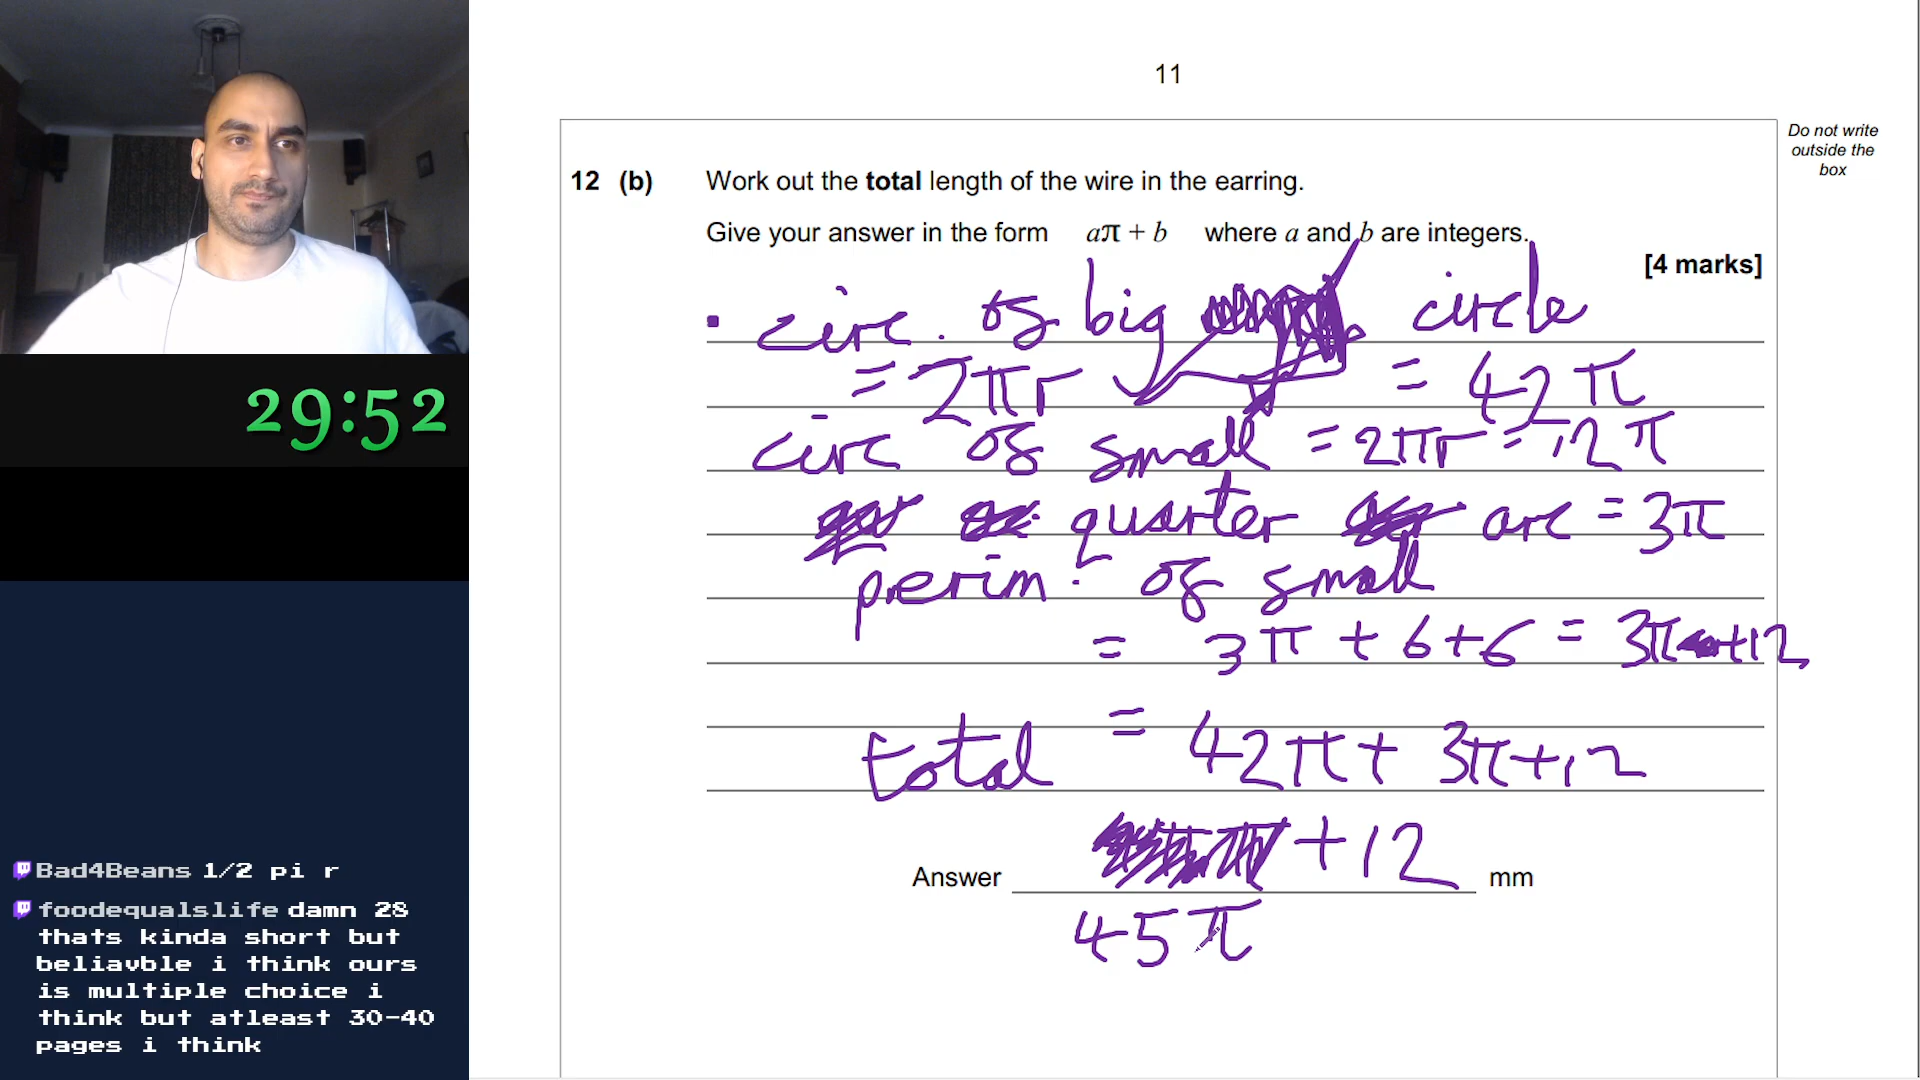 11
Do not write
outside the
box
12 (b) Work out the total length of the wire in the earring.
Give your answer in the form aπ + b where a and b are integers.
[4 marks]
circ. of big circle
= 2πr = 42π
circ of small = 2πr = 12π
quarter arc = 3π
perim. of small
= 3π + 6+6 = 3π +12
total = 42π + 3π+12
+12
Answer mm
45π
29:52
Bad4Beans 1/2 pi r
foodequalslife damn 28
thats kinda short but
beliavble i think ours
is multiple choice i
think but atleast 30-40
pages i think